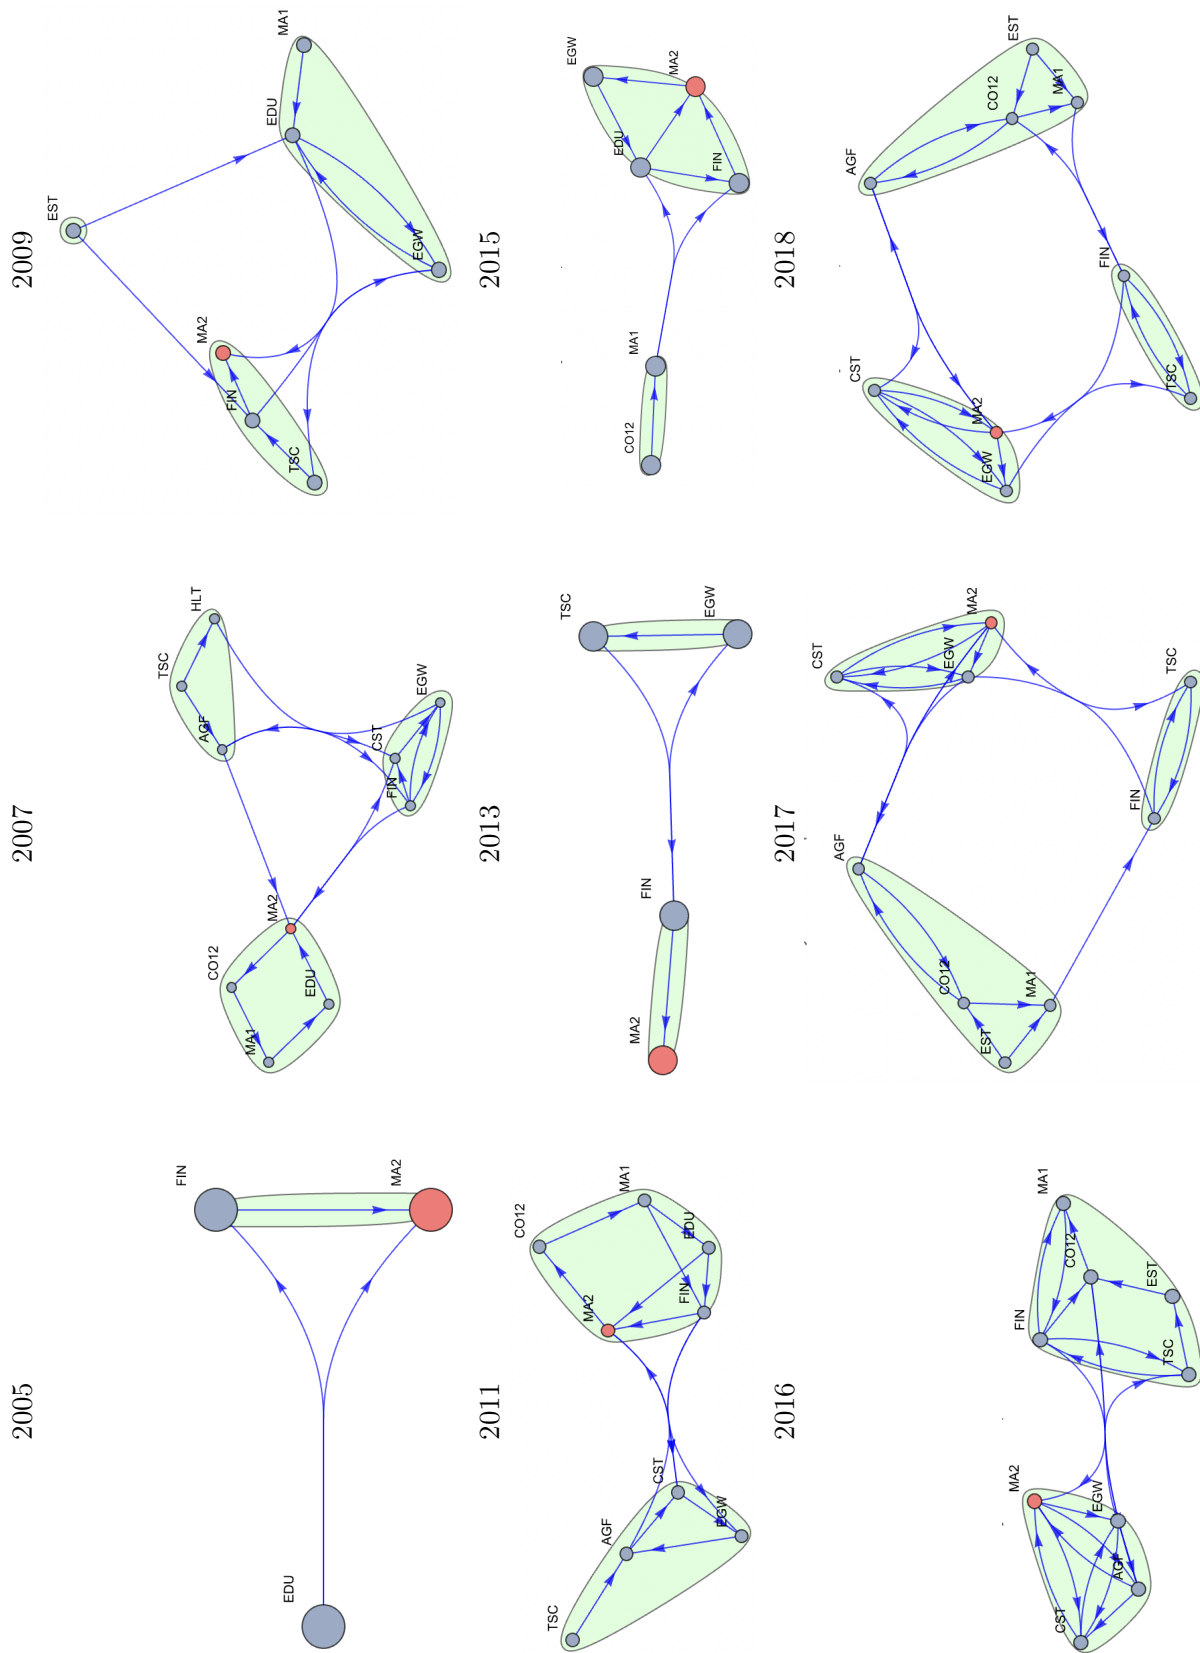 2009
EST
MA1
EDU
MA2
FIN
TSC
EGW
2015
EGW
MA2
EDU
FIN
MA1
CO12
2018
EST
CO12
MA1
AGF
CST
MA2
EGW
FIN
TSC
2007
HLT
TSC
AGF
EGW
CST
FIN
MA2
CO12
EDU
MA1
2013
TSC
EGW
FIN
MA2
2017
MA2
CST
EGW
TSC
AGF
FIN
CO12
MA1
EST
2005
FIN
MA2
EDU
2011
CO12
MA1
EDU
MA2
FIN
CST
EGW
AGF
TSC
2016
MA1
CO12
FIN
EST
TSC
MA2
EGW
AGF
CST